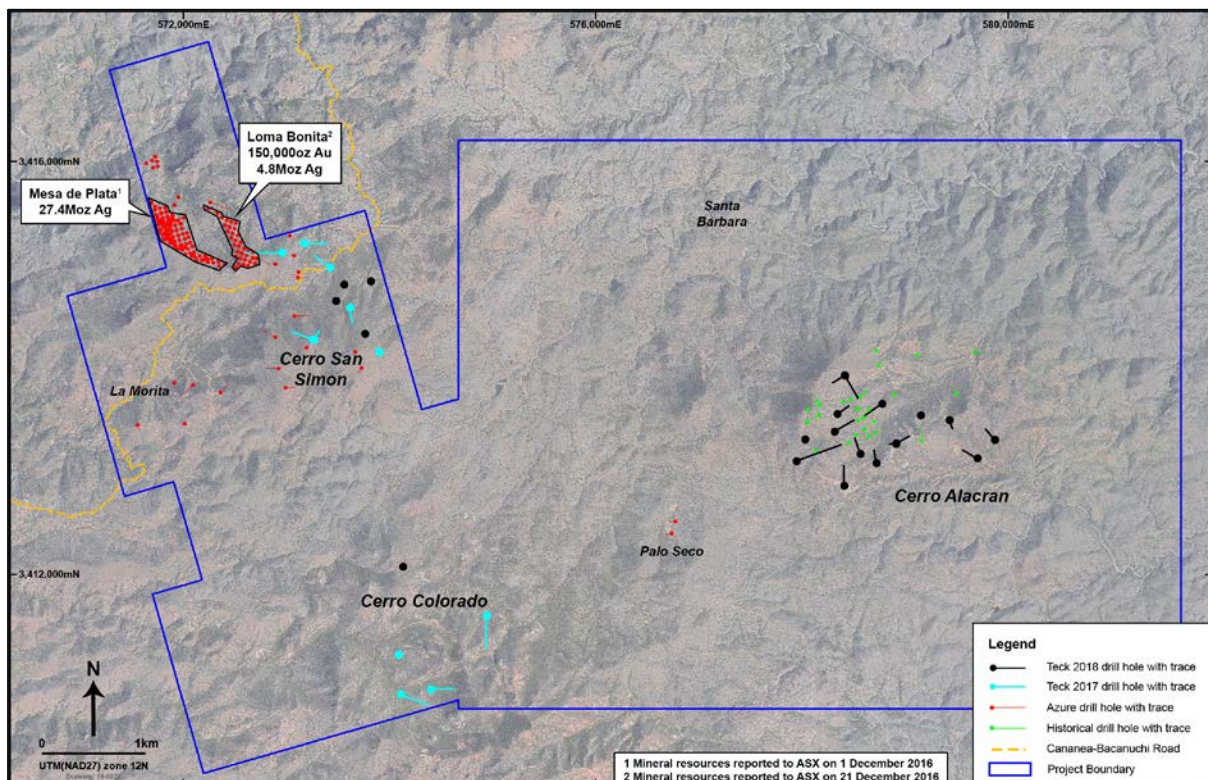 572,000mE
576,000mE
580,000mE
3,416,000mN
Loma Bonita²
150,000oz Au
4.8Moz Ag
Mesa de Plata¹
27.4Moz Ag
Santa
Barbara
Cerro San
Simon
La Morita
Cerro Alacran
Palo Seco
3,412,000mN
Cerro Colorado
N
0 1km
UTM(NAD27) zone 12N
Legend
Teck 2018 drill hole with trace
Teck 2017 drill hole with trace
Azure drill hole with trace
Historical drill hole with trace
Cananea-Bacanuchi Road
Project Boundary
1 Mineral resources reported to ASX on 1 December 2016
2 Mineral resources reported to ASX on 21 December 2016